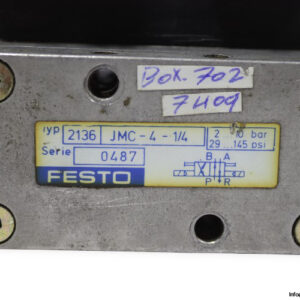 Box. 702
7409
Typ 2136 JMC - 4 - 1/4 2 10 bar
29...145 psi
Serie 0487
B A
FESTO
P R